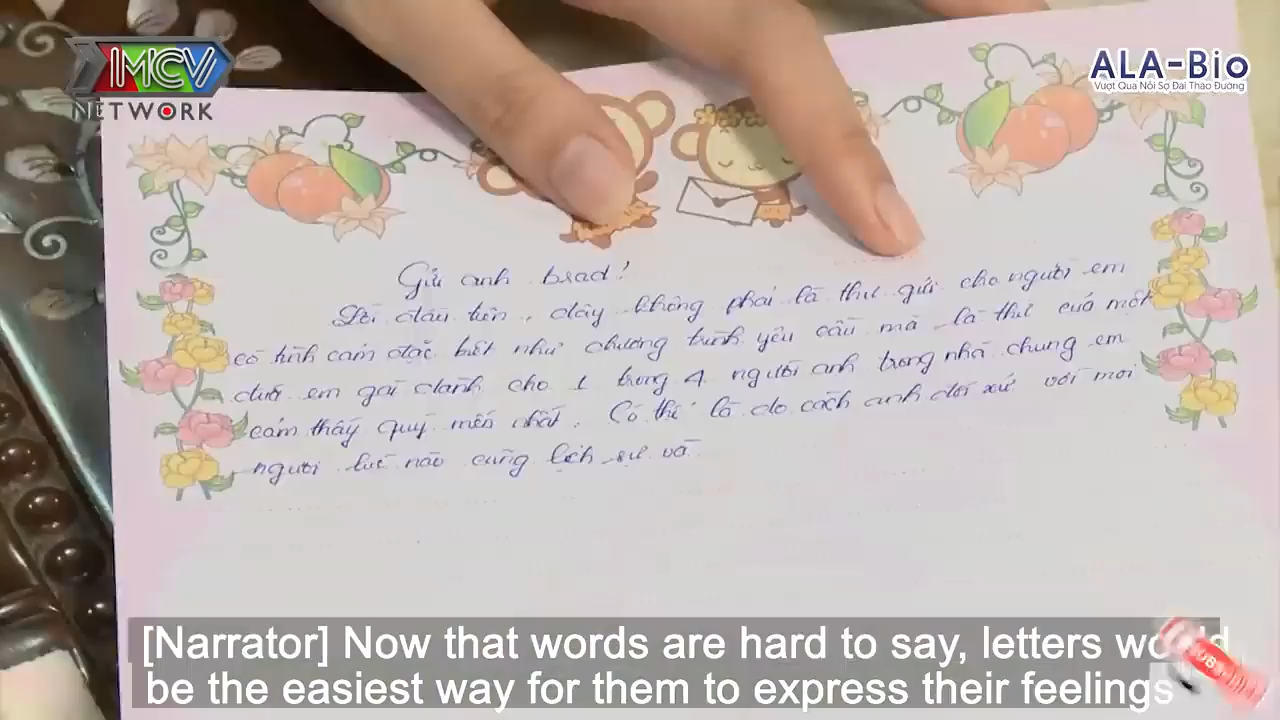 MCV
NETWORK
ALA-Bio
Vượt Qua Nỗi Sợ Đái Tháo Đường
Gửi anh brad!
Lời đầu tiên, đây không phải là thư gửi cho người em
có tình cảm đặc biệt như chương trình yêu cầu mà là thư của một
đứa em gái dành cho 1 trong 4 người anh trong nhà chung em
cảm thấy quý mến nhất. Có thể là do cách anh đối xử với mọi
người lúc nào cũng lịch sự và
[Narrator] Now that words are hard to say, letters would
be the easiest way for them to express their feelings